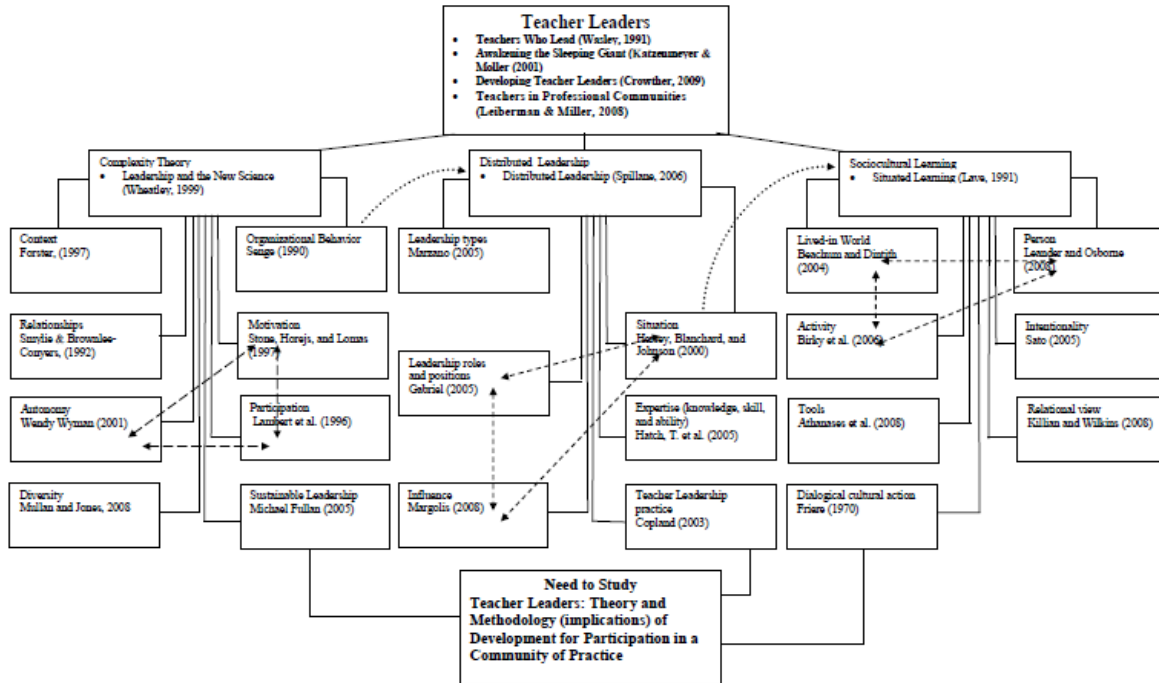 Teacher Leaders
• Teachers Who Lead (Wasley, 1991)
• Awakening the Sleeping Giant (Katzenmeyer &
Moller (2001)
• Developing Teacher Leaders (Crowther, 2009)
• Teachers in Professional Communities
(Leiberman & Miller, 2008)
Complexity Theory
• Leadership and the New Science
(Wheatley, 1999)
Distributed Leadership
• Distributed Leadership (Spillane, 2006)
Sociocultural Learning
• Situated Learning (Lave, 1991)
Context
Forster, (1997)
Organizational Behavior
Senge (1990)
Leadership types
Marzano (2005)
Lived-in World
Beachum and Dintith
(2004)
Person
Leander and Osborne
(2008)
Relationships
Smylie & Brownlee-
Conyers, (1992)
Motivation
Stone, Horejs, and Lomas
(1997)
Leadership roles
and positions
Gabriel (2005)
Situation
Hersey, Blanchard, and
Johnson (2000)
Activity
Birky et al. (2006)
Intentionality
Sato (2005)
Autonomy
Wendy Wyman (2001)
Participation
Lambert et al. (1996)
Expertise (knowledge, skill,
and ability)
Hatch, T. et al. (2005)
Tools
Athanases et al. (2008)
Relational view
Killian and Wilkins (2008)
Diversity
Mullan and Jones, 2008
Sustainable Leadership
Michael Fullan (2005)
Influence
Margolis (2008)
Teacher Leadership
practice
Copland (2003)
Dialogical cultural action
Friere (1970)
Need to Study
Teacher Leaders: Theory and
Methodology (implications) of
Development for Participation in a
Community of Practice